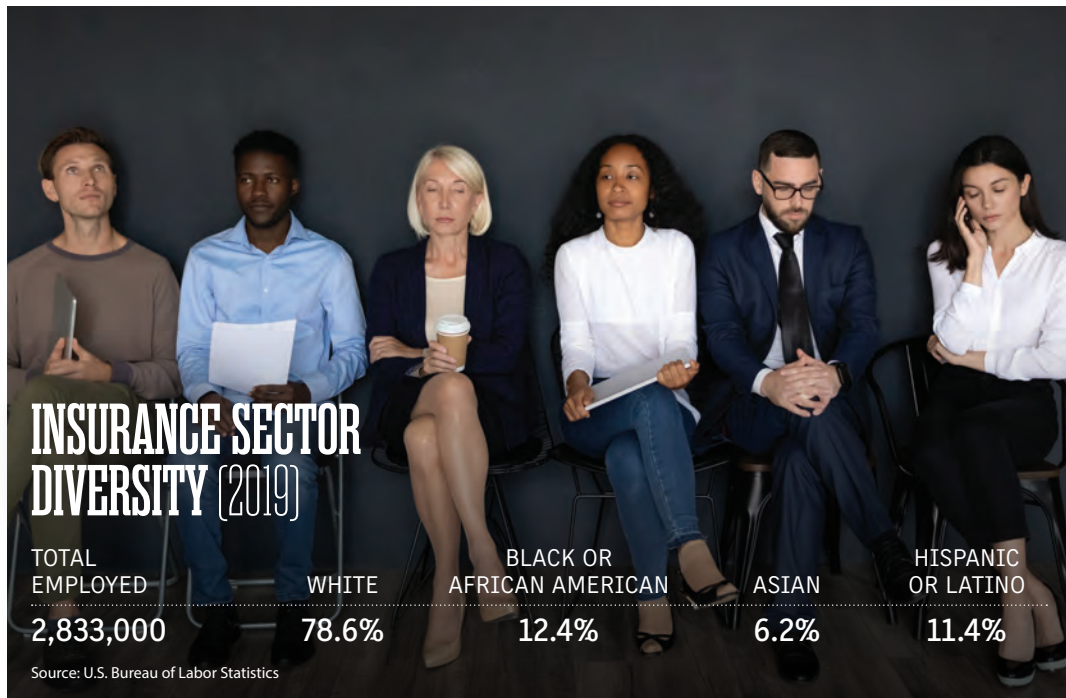 INSURANCE SECTOR
DIVERSITY (2019)
TOTAL
EMPLOYED
WHITE
BLACK OR
AFRICAN AMERICAN
ASIAN
HISPANIC
OR LATINO
2,833,000
78.6%
12.4%
6.2%
11.4%
Source: U.S. Bureau of Labor Statistics